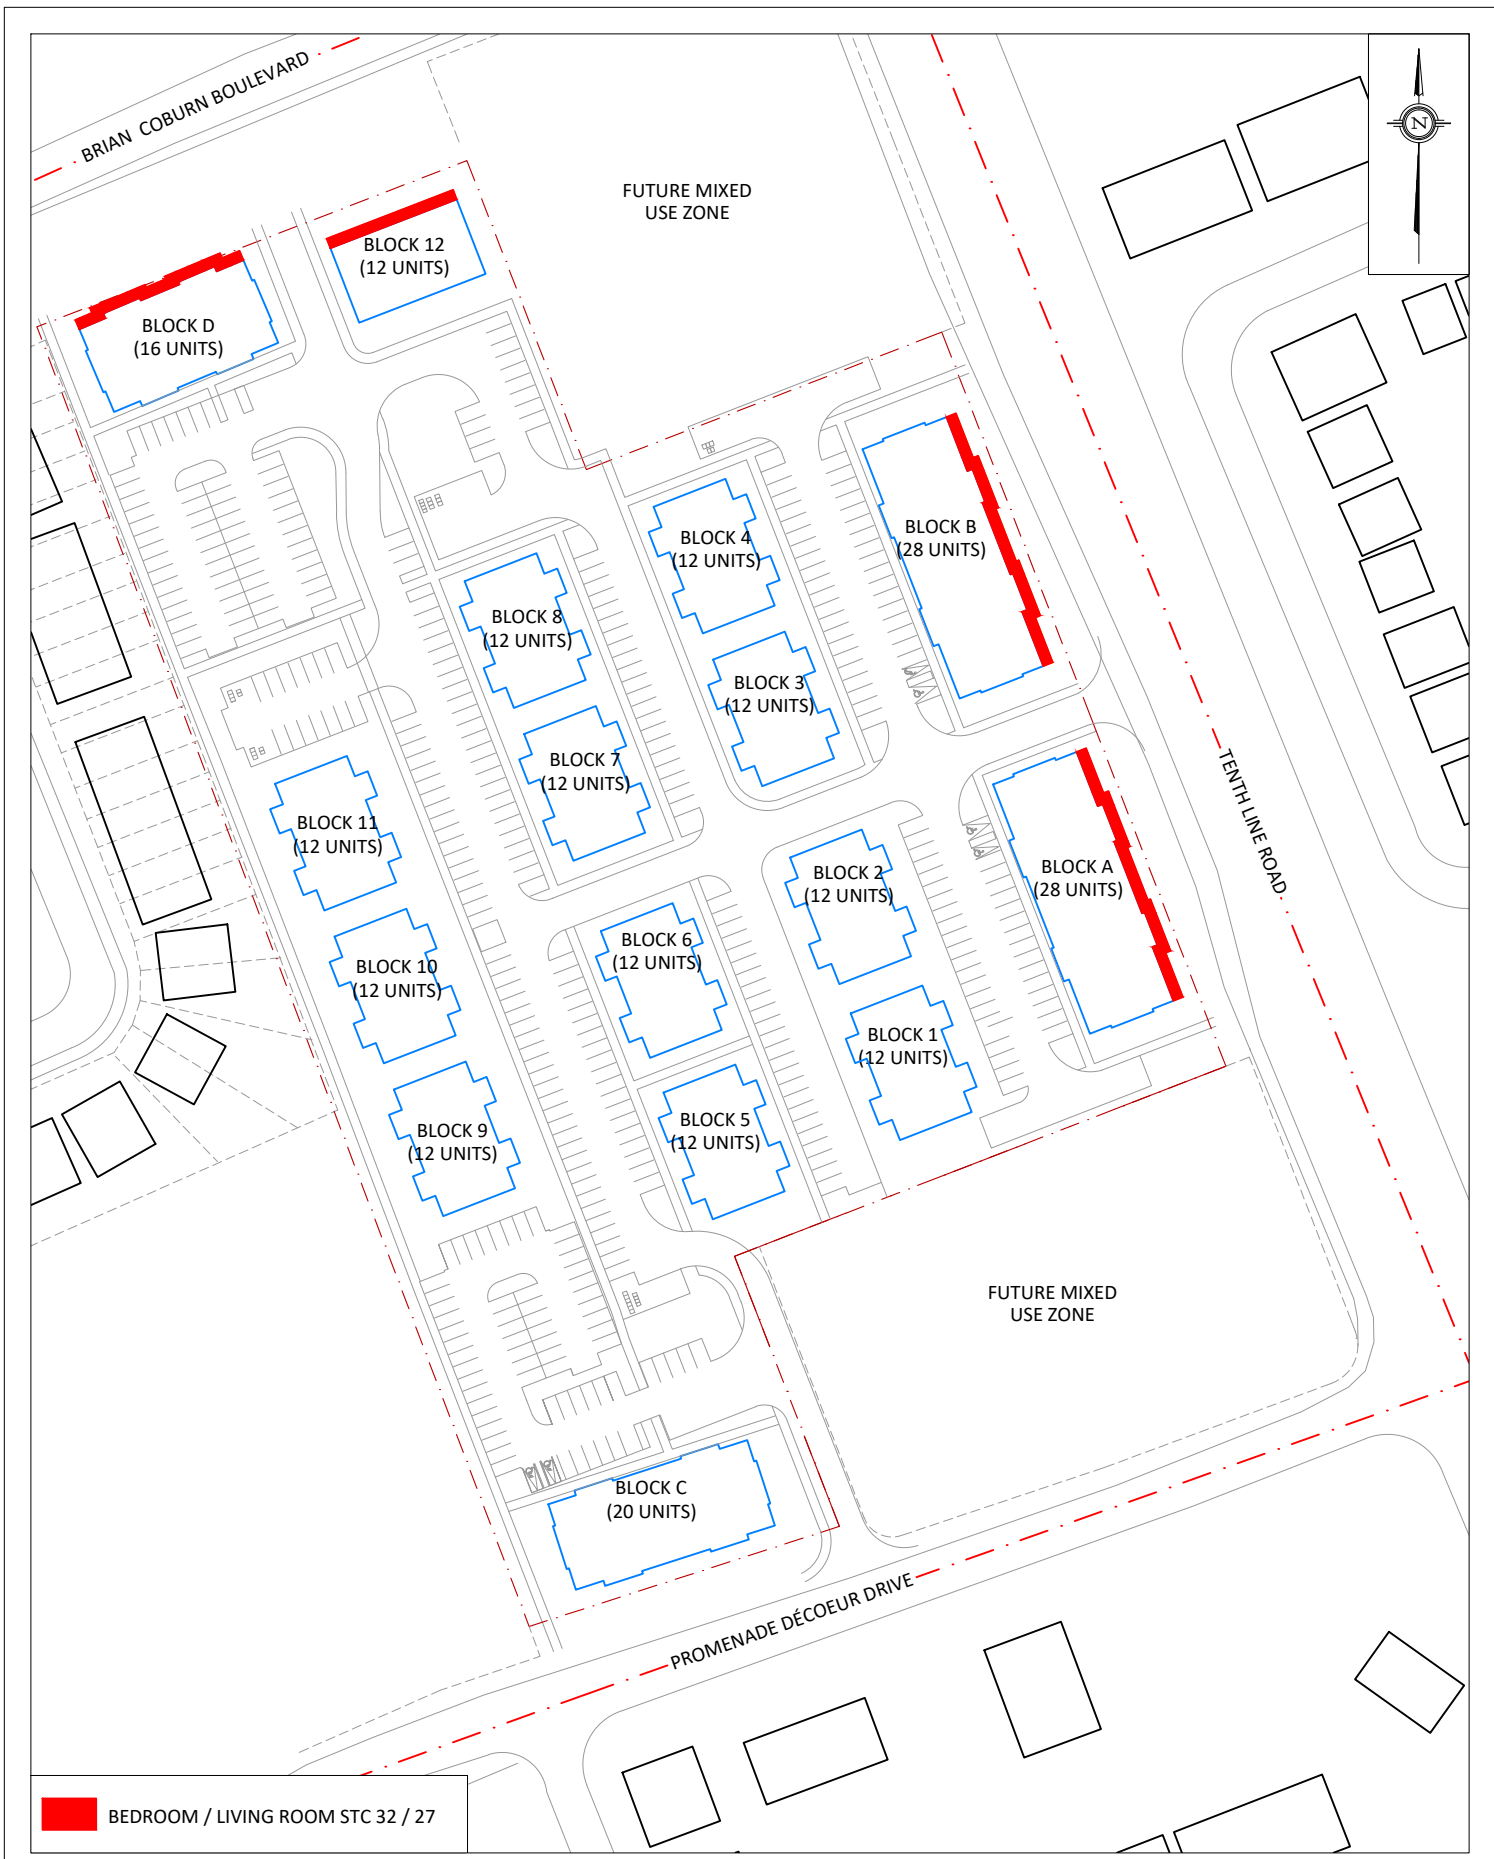 BRIAN COBURN BOULEVARD
N
FUTURE MIXED
USE ZONE
BLOCK 12
(12 UNITS)
BLOCK D
(16 UNITS)
BLOCK 4
(12 UNITS)
BLOCK B
(28 UNITS)
BLOCK 8
(12 UNITS)
BLOCK 3
(12 UNITS)
BLOCK 7
(12 UNITS)
TENTH LINE ROAD
BLOCK 11
(12 UNITS)
BLOCK 2
(12 UNITS)
BLOCK A
(28 UNITS)
BLOCK 6
(12 UNITS)
BLOCK 10
(12 UNITS)
BLOCK 1
(12 UNITS)
BLOCK 5
(12 UNITS)
BLOCK 9
(12 UNITS)
FUTURE MIXED
USE ZONE
BLOCK C
(20 UNITS)
PROMENADE DÉCOEUR DRIVE
BEDROOM / LIVING ROOM STC 32 / 27